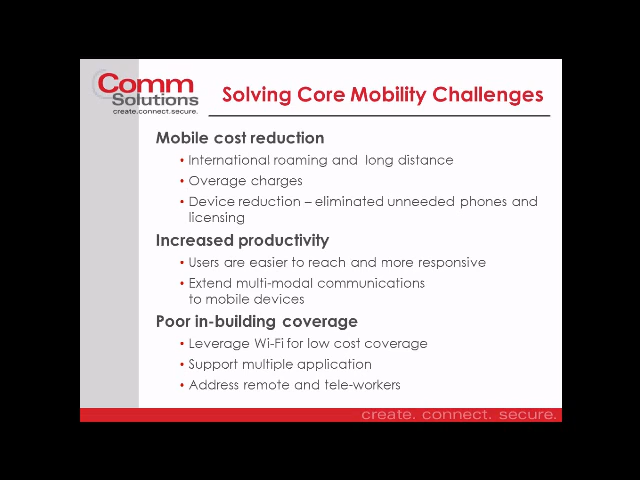 Comm
Solutions
create.connect.secure.
Solving Core Mobility Challenges
Mobile cost reduction
• International roaming and long distance
• Overage charges
• Device reduction – eliminated unneeded phones and
licensing
Increased productivity
• Users are easier to reach and more responsive
• Extend multi-modal communications
to mobile devices
Poor in-building coverage
• Leverage Wi-Fi for low cost coverage
• Support multiple application
• Address remote and tele-workers
create. connect. secure.